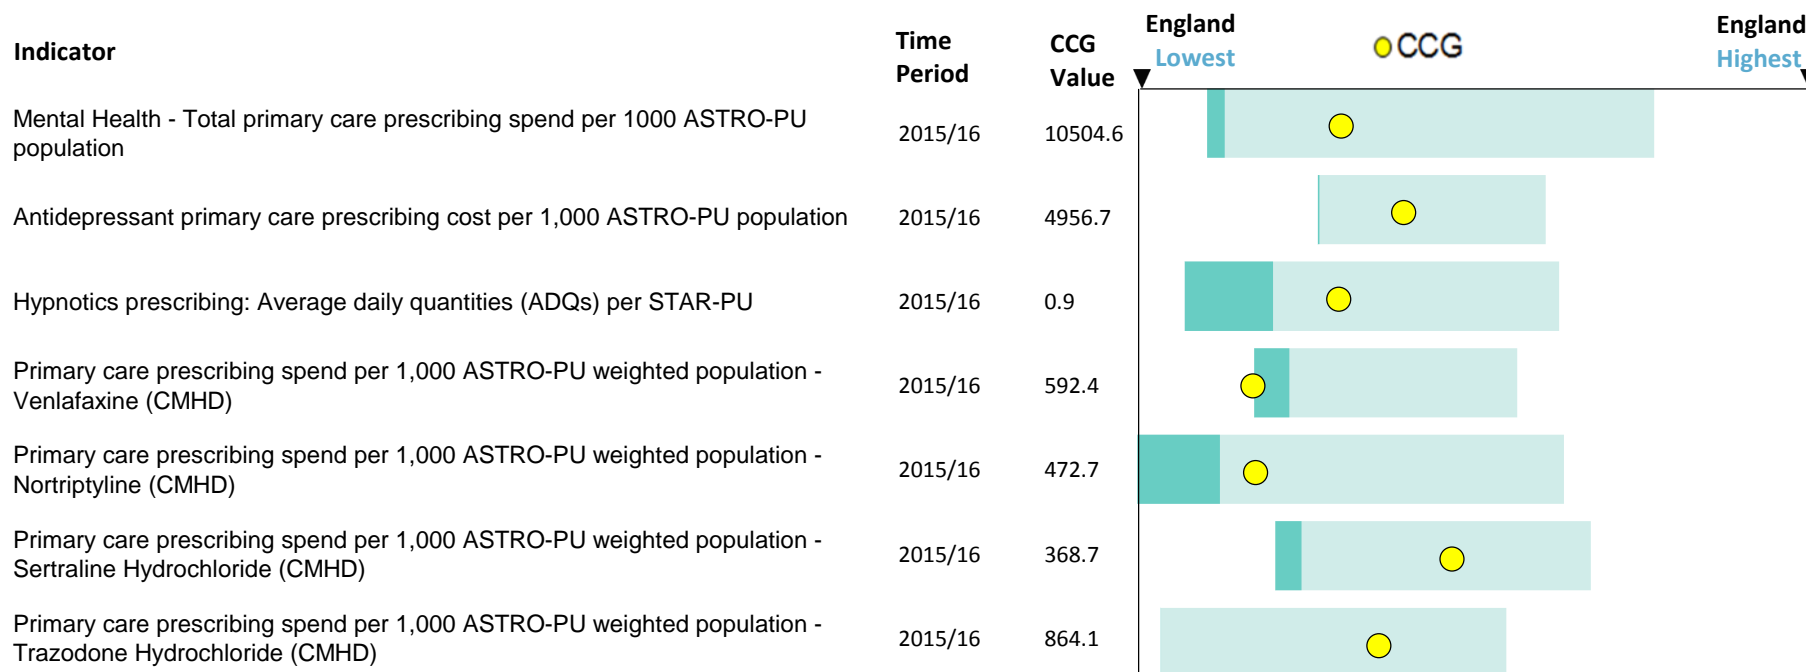 Indicator
Time Period
CCG Value
England Lowest
CCG
England Highest
Mental Health - Total primary care prescribing spend per 1000 ASTRO-PU
population
2015/16
10504.6
Antidepressant primary care prescribing cost per 1,000 ASTRO-PU population
2015/16
4956.7
Hypnotics prescribing: Average daily quantities (ADQs) per STAR-PU
2015/16
0.9
Primary care prescribing spend per 1,000 ASTRO-PU weighted population -
Venlafaxine (CMHD)
2015/16
592.4
Primary care prescribing spend per 1,000 ASTRO-PU weighted population -
Nortriptyline (CMHD)
2015/16
472.7
Primary care prescribing spend per 1,000 ASTRO-PU weighted population -
Sertraline Hydrochloride (CMHD)
2015/16
368.7
Primary care prescribing spend per 1,000 ASTRO-PU weighted population -
Trazodone Hydrochloride (CMHD)
2015/16
864.1